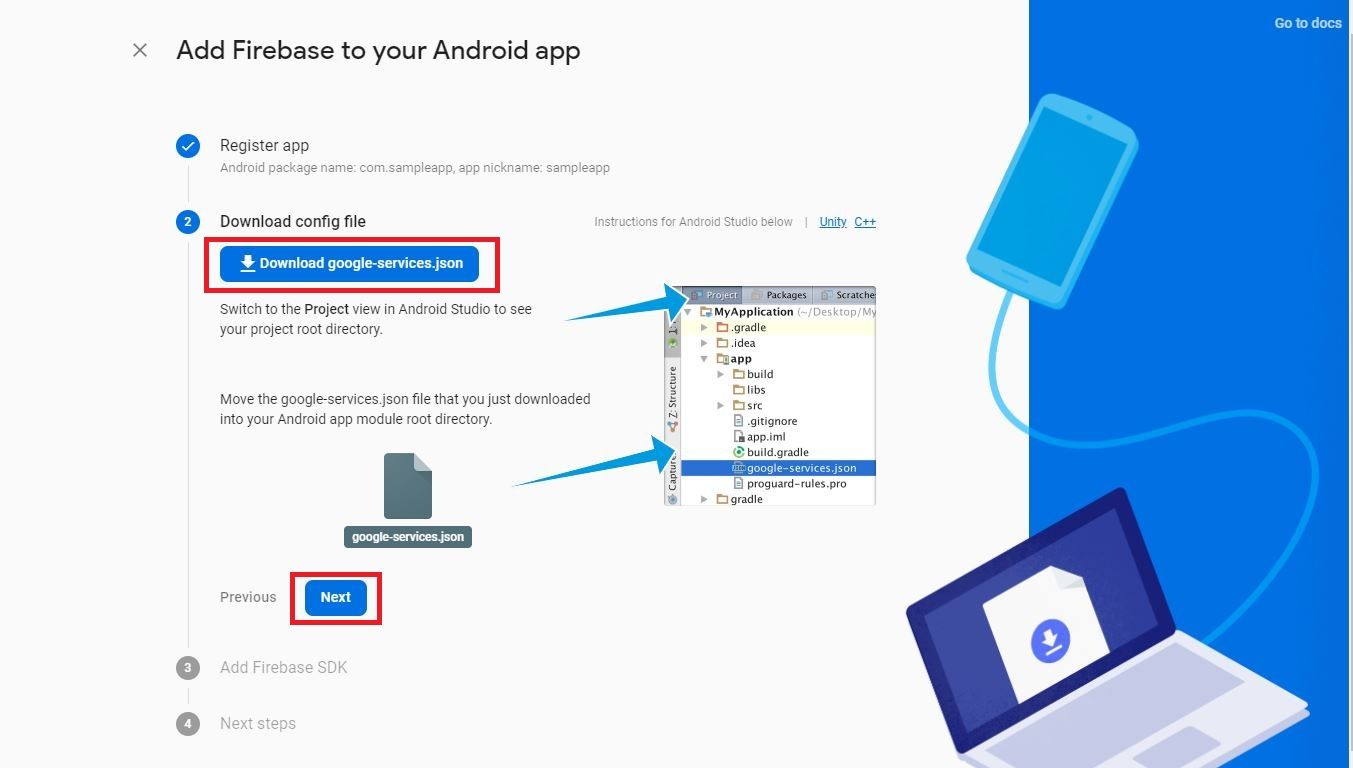 Go to docs
Add Firebase to your Android app
Register app
Android package name: com.sampleapp, app nickname: sampleapp
2
Download config file
Instructions for Android Studio below | Unity C++
Download google-services.json
Switch to the Project view in Android Studio to see
your project root directory.
Move the google-services.json file that you just downloaded
into your Android app module root directory.
google-services.json
Project Packages Scratche
MyApplication (~/Desktop/My
.gradle
.idea
app
build
libs
src
.gitignore
app.iml
build.gradle
google-services.json
proguard-rules.pro
gradle
Z: Structure
Capture
Previous
Next
3
Add Firebase SDK
4
Next steps